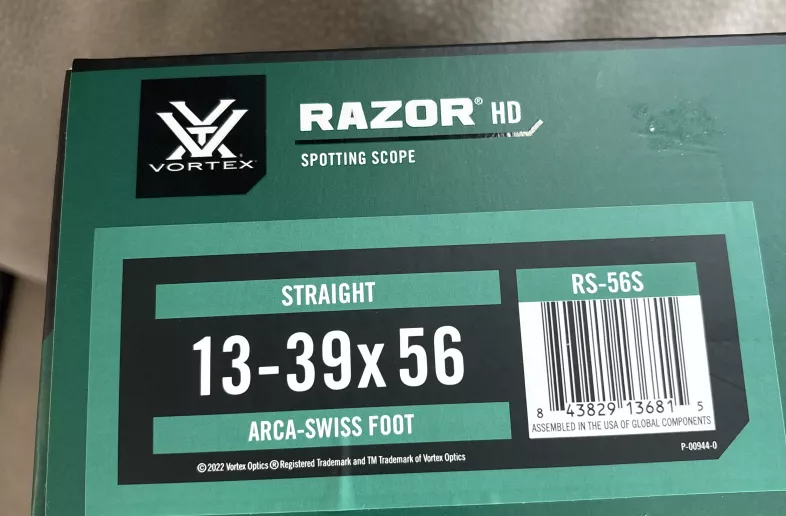 VORTEX®
RAZOR® HD
SPOTTING SCOPE
STRAIGHT
13-39x56
ARCA-SWISS FOOT
RS-56S
8 43829 13681 5
ASSEMBLED IN THE USA OF GLOBAL COMPONENTS
P-00944-0
©2022 Vortex Optics ® Registered Trademark and TM Trademark of Vortex Optics